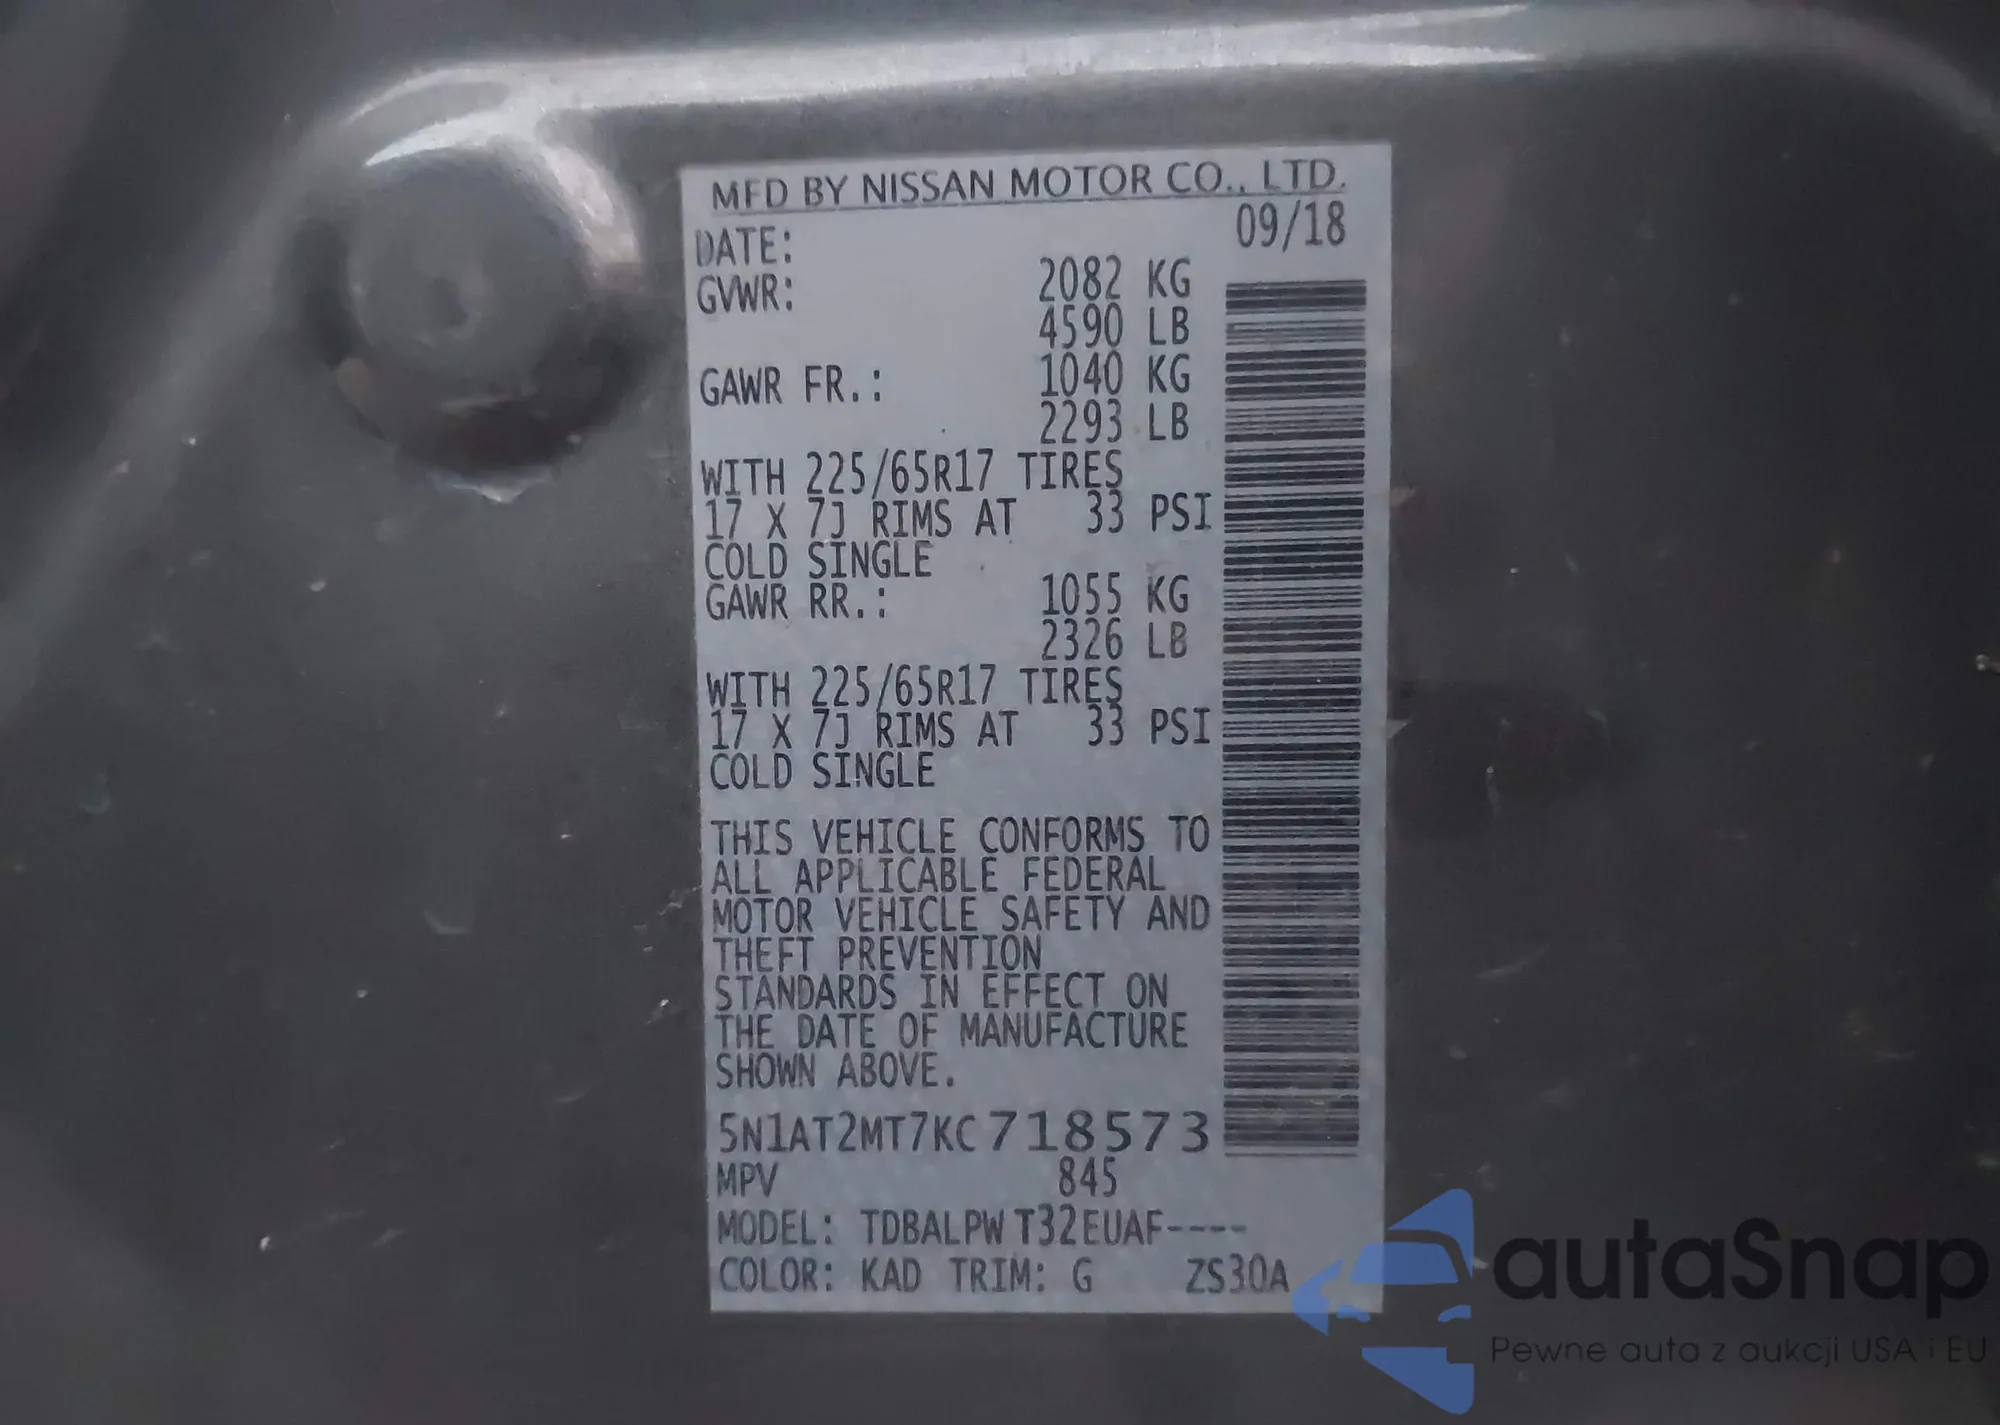 MFD BY NISSAN MOTOR CO., LTD.
DATE: 09/18
GVWR: 2082 KG
4590 LB
GAWR FR.: 1040 KG
2293 LB
WITH 225/65R17 TIRES
17 X 7J RIMS AT 33 PSI
COLD SINGLE
GAWR RR.: 1055 KG
2326 LB
WITH 225/65R17 TIRES
17 X 7J RIMS AT 33 PSI
COLD SINGLE
THIS VEHICLE CONFORMS TO
ALL APPLICABLE FEDERAL
MOTOR VEHICLE SAFETY AND
THEFT PREVENTION
STANDARDS IN EFFECT ON
THE DATE OF MANUFACTURE
SHOWN ABOVE.
5N1AT2MT7KC718573
MPV 845
MODEL: TDBALPW T32EUAF----
COLOR: KAD TRIM: G ZS30A
autaSnap
Pewne auta z aukcji USA i EU